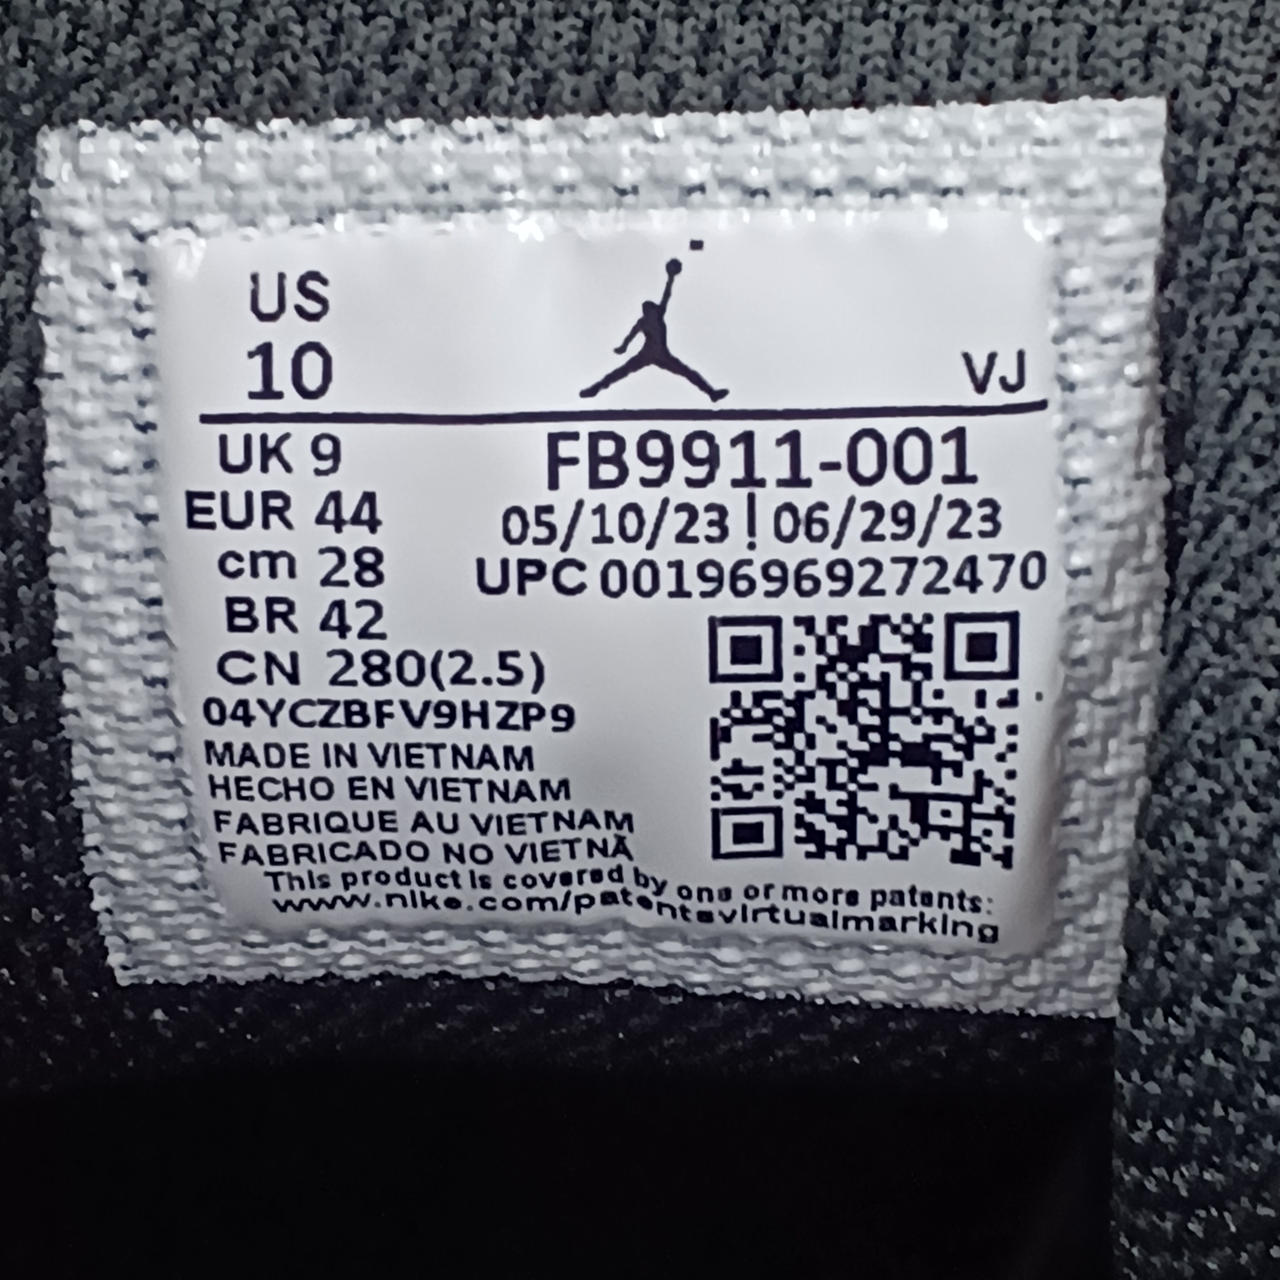 US
10
VJ
UK 9
EUR 44
cm 28
BR 42
CN 280(2.5)
FB9911-001
05/10/23 | 06/29/23
UPC 00196969272470
04YCZBFV9HZP9
MADE IN VIETNAM
HECHO EN VIETNAM
FABRIQUE AU VIETNAM
FABRICADO NO VIETNÃ
This product is covered by one or more patents:
www.nike.com/patentsvirtualmarking